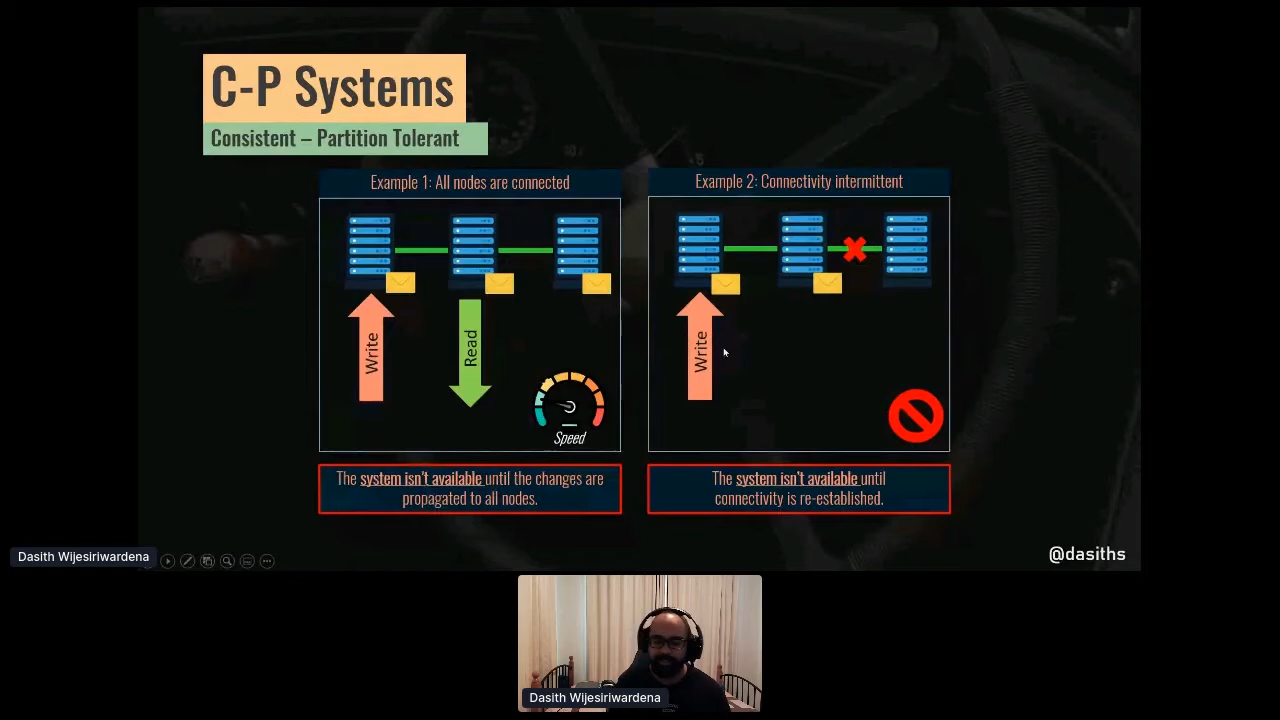 C-P Systems
Consistent – Partition Tolerant
Example 1: All nodes are connected
Write
Read
Speed
The system isn't available until the changes are
propagated to all nodes.
Example 2: Connectivity intermittent
Write
The system isn't available until
connectivity is re-established.
@dasiths
Dasith Wijesiriwardena
Dasith Wijesiriwardena